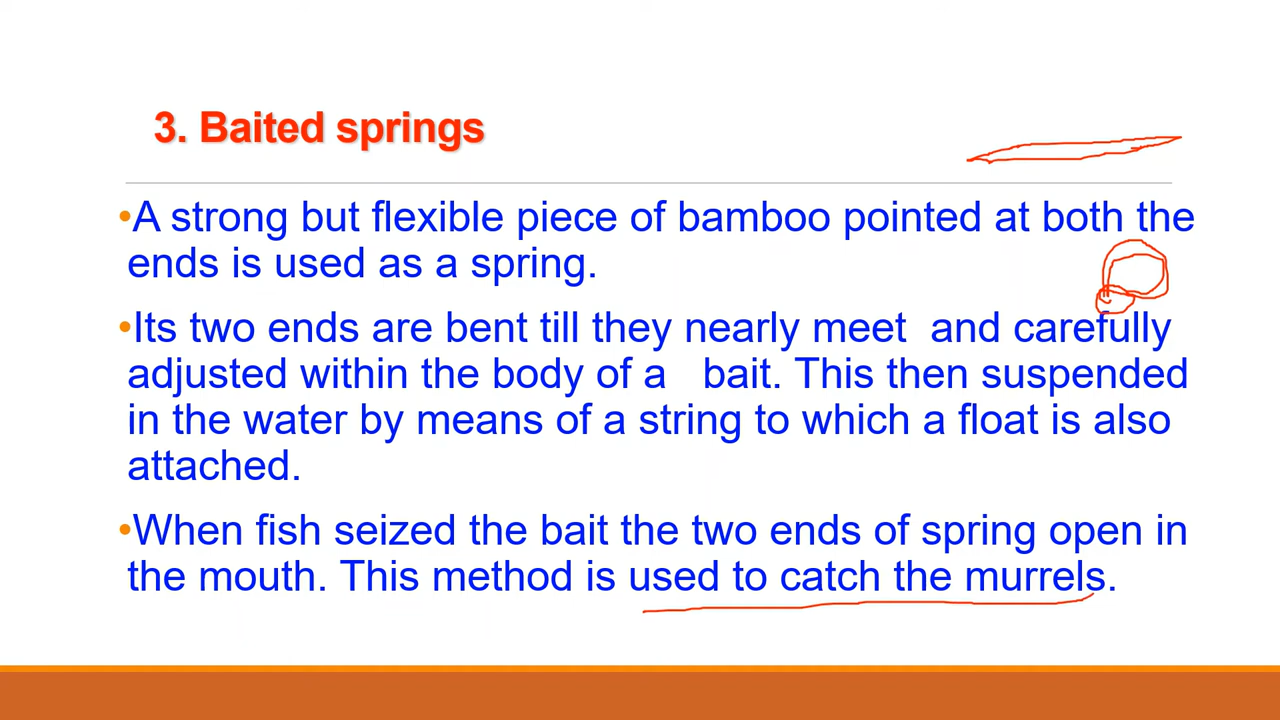 3. Baited springs
•A strong but flexible piece of bamboo pointed at both the
ends is used as a spring.
•Its two ends are bent till they nearly meet and carefully
adjusted within the body of a bait. This then suspended
in the water by means of a string to which a float is also
attached.
•When fish seized the bait the two ends of spring open in
the mouth. This method is used to catch the murrels.